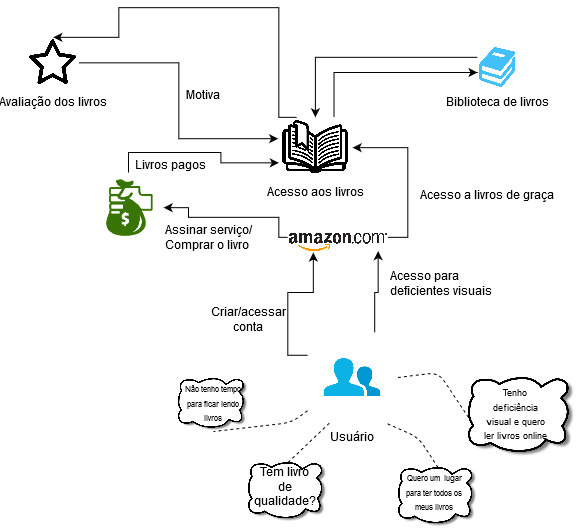 Avaliação dos livros
Motiva
Biblioteca de livros
Livros pagos
Acesso aos livros
Acesso a livros de graça
Assinar serviço/
Comprar o livro
amazon.com
Acesso para
deficientes visuais
Criar/acessar
conta
Não tenho tempo
para ficar lendo
livros
Usuário
Tenho
deficiência
visual e quero
ler livros online
Tem livro
de
qualidade?
Quero um lugar
para ter todos os
meus livros